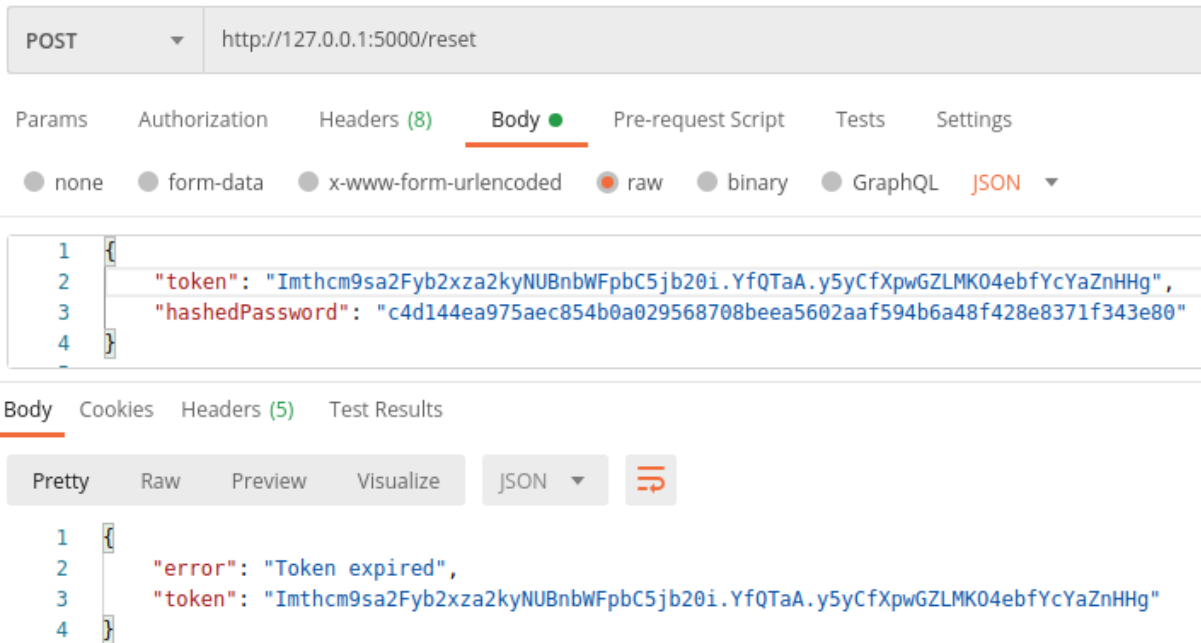 POST http://127.0.0.1:5000/reset
Params Authorization Headers (8) Body Pre-request Script Tests Settings
none form-data x-www-form-urlencoded raw binary GraphQL JSON
1 {
2 "token": "Imthcm9sa2Fyb2xza2kyNUBnbWFpbC5jb20i.YfQTaA.y5yCfXpwGZLMKO4ebfYcYaZnHHg",
3 "hashedPassword": "c4d144ea975aec854b0a029568708beea5602aaf594b6a48f428e8371f343e80"
4 }
Body Cookies Headers (5) Test Results
Pretty Raw Preview Visualize JSON
1 {
2 "error": "Token expired",
3 "token": "Imthcm9sa2Fyb2xza2kyNUBnbWFpbC5jb20i.YfQTaA.y5yCfXpwGZLMKO4ebfYcYaZnHHg"
4 }